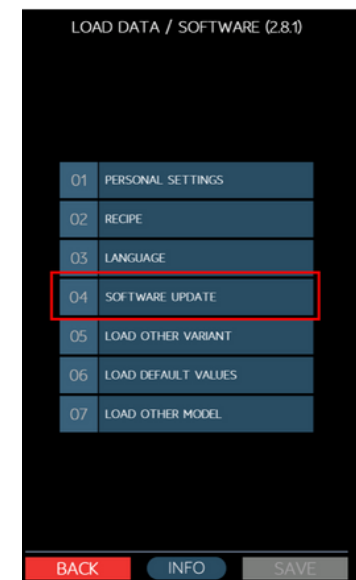 LOAD DATA / SOFTWARE (2.8.1)
01 PERSONAL SETTINGS
02 RECIPE
03 LANGUAGE
04 SOFTWARE UPDATE
05 LOAD OTHER VARIANT
06 LOAD DEFAULT VALUES
07 LOAD OTHER MODEL
BACK INFO SAVE